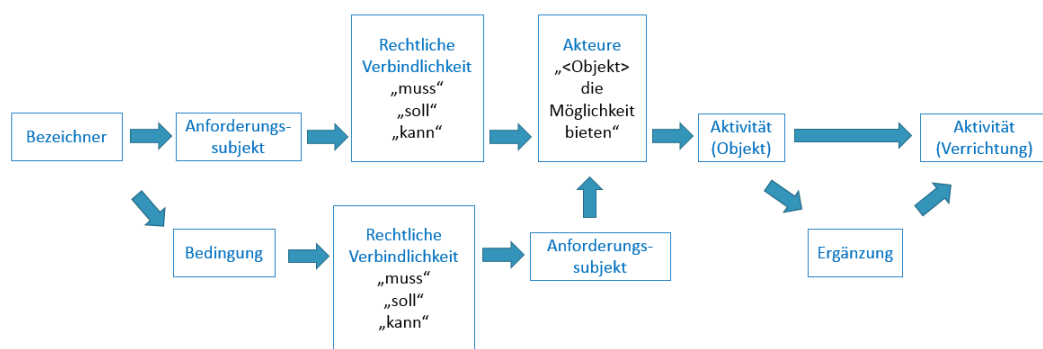 Bezeichner
Anforderungs-
subjekt
Rechtliche
Verbindlichkeit
„muss“
„soll“
„kann“
Akteure
„<Objekt>
die
Möglichkeit
bieten“
Aktivität
(Objekt)
Aktivität
(Verrichtung)
Bedingung
Rechtliche
Verbindlichkeit
„muss“
„soll“
„kann“
Anforderungs-
subjekt
Ergänzung